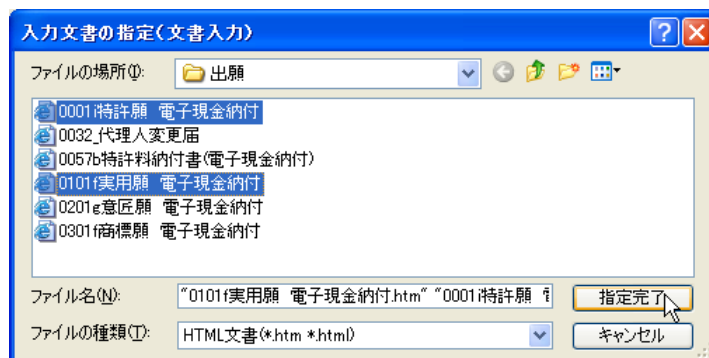 入力文書の指定(文書入力)
ファイルの場所(I):
出願
0001i特許願 電子現金納付
0032_代理人変更届
0057b特許料納付書(電子現金納付)
0101f実用願 電子現金納付
0201g意匠願 電子現金納付
0301f商標願 電子現金納付
ファイル名(N):
"0101f実用願 電子現金納付.htm" "0001i特許願 電
指定完了
ファイルの種類(T):
HTML文書(*.htm *.html)
キャンセル